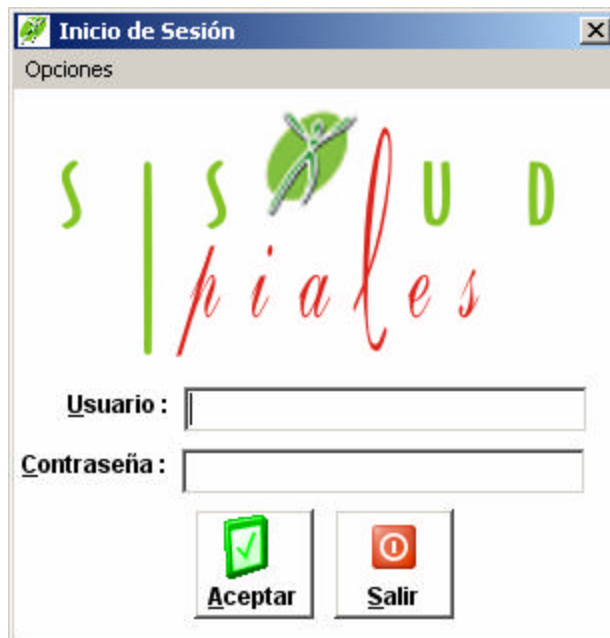 Inicio de Sesión
Opciones
SISALUD
Ipiales
Usuario :
Contraseña :
Aceptar
Salir